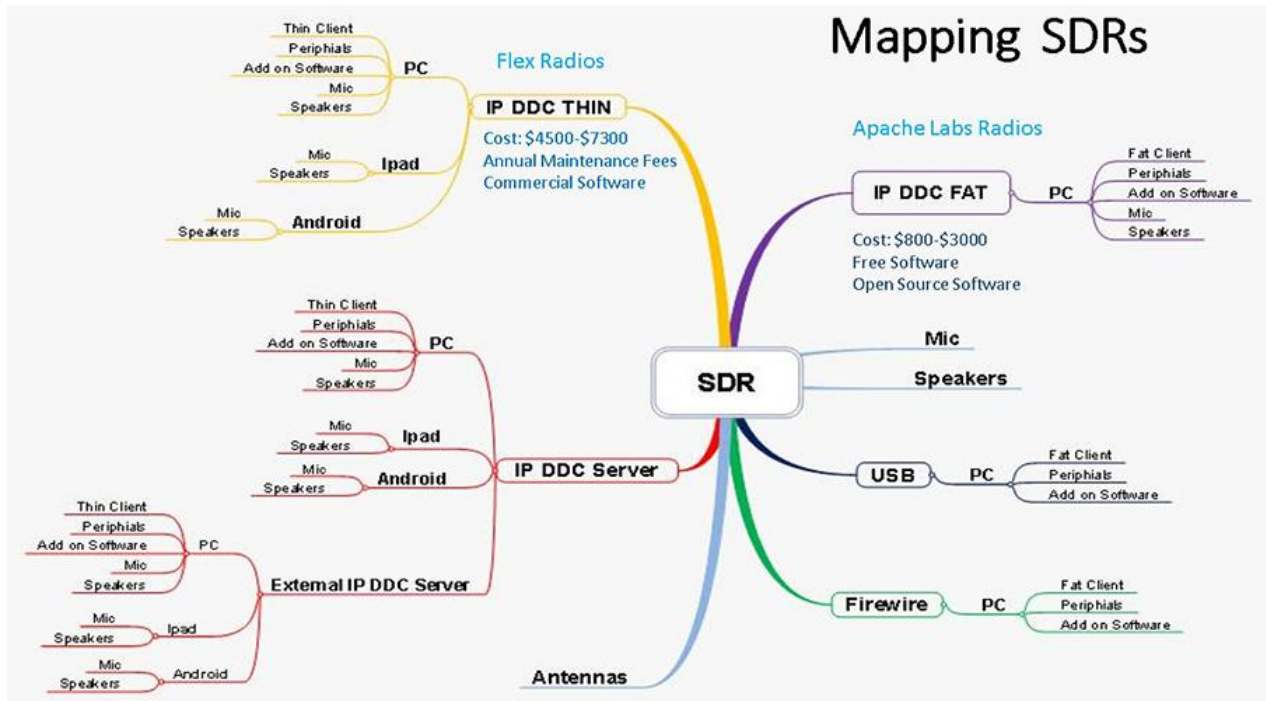 Mapping SDRs
Flex Radios
IP DDC THIN
Cost: $4500-$7300
Annual Maintenance Fees
Commercial Software
PC
Thin Client
Periphials
Add on Software
Mic
Speakers
Ipad
Mic
Speakers
Android
Mic
Speakers
Apache Labs Radios
IP DDC FAT
Cost: $800-$3000
Free Software
Open Source Software
PC
Fat Client
Periphials
Add on Software
Mic
Speakers
SDR
Mic
Speakers
IP DDC Server
PC
Thin Client
Periphials
Add on Software
Mic
Speakers
Ipad
Mic
Speakers
Android
Mic
Speakers
External IP DDC Server
PC
Thin Client
Periphials
Add on Software
Mic
Speakers
Ipad
Mic
Speakers
Android
Mic
Speakers
USB
PC
Fat Client
Periphials
Add on Software
Firewire
PC
Fat Client
Periphials
Add on Software
Antennas